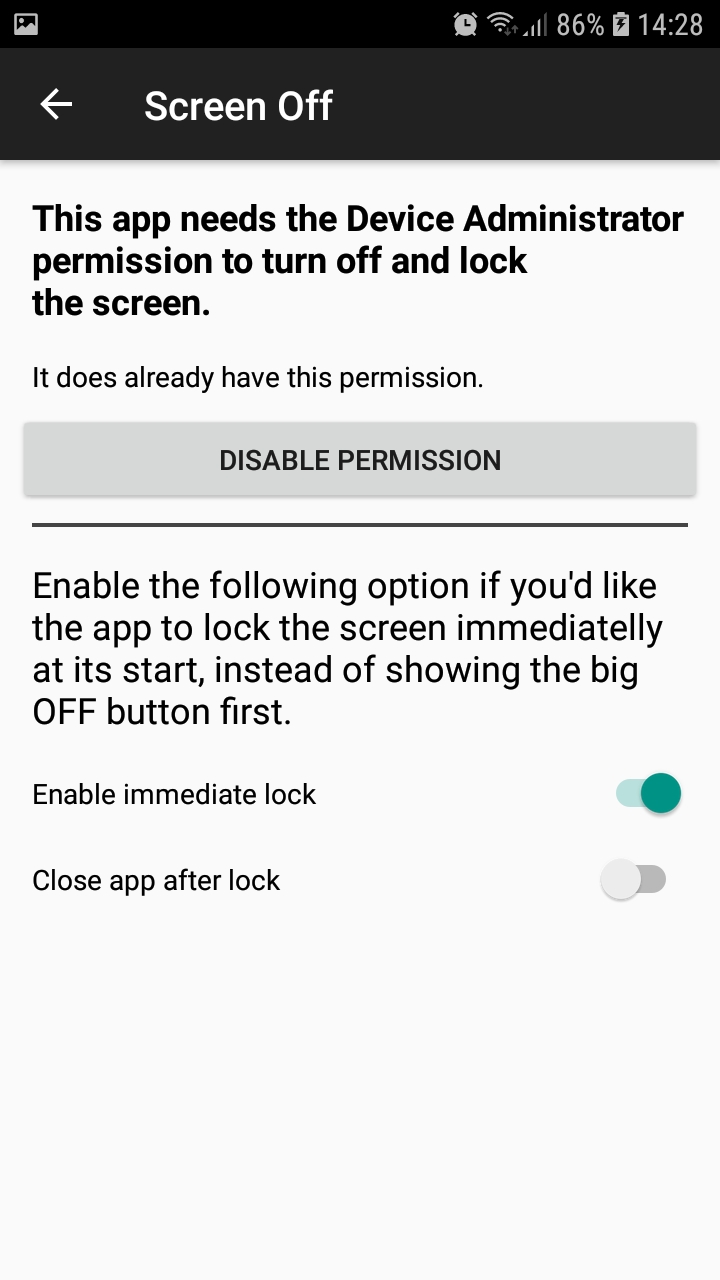 86% 14:28
Screen Off
This app needs the Device Administrator
permission to turn off and lock
the screen.
It does already have this permission.
DISABLE PERMISSION
Enable the following option if you'd like
the app to lock the screen immediatelly
at its start, instead of showing the big
OFF button first.
Enable immediate lock
Close app after lock